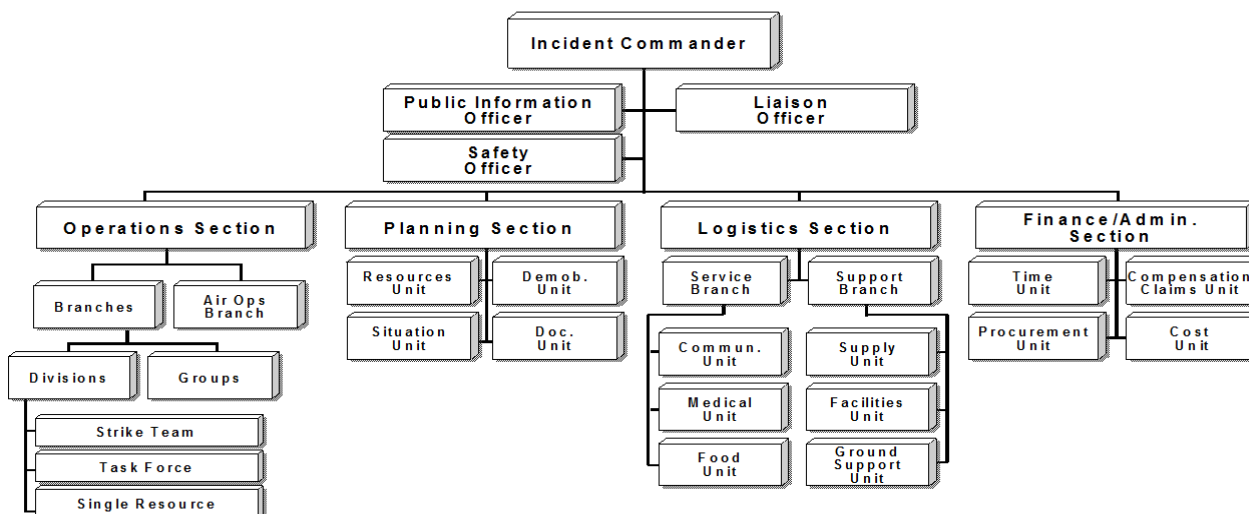 Incident Commander
Public Information
Officer
Liaison
Officer
Safety
Officer
Operations Section
Planning Section
Logistics Section
Finance/Admin.
Section
Branches
Air Ops
Branch
Divisions
Groups
Strike Team
Task Force
Single Resource
Resources
Unit
Demob.
Unit
Situation
Unit
Doc.
Unit
Service
Branch
Support
Branch
Commun.
Unit
Supply
Unit
Medical
Unit
Facilities
Unit
Food
Unit
Ground
Support
Unit
Time
Unit
Compensation
Claims Unit
Procurement
Unit
Cost
Unit